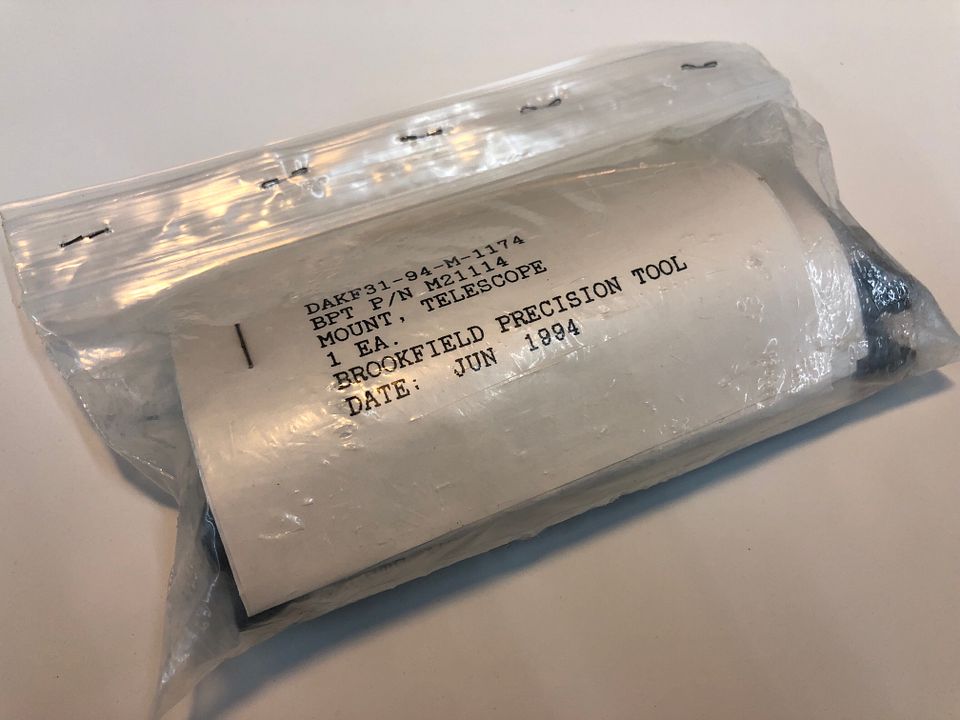 DAKF31-94-M-1174
BPT P/N M21114
MOUNT, TELESCOPE
1 EA.
BROOKFIELD PRECISION TOOL
DATE: JUN 1994